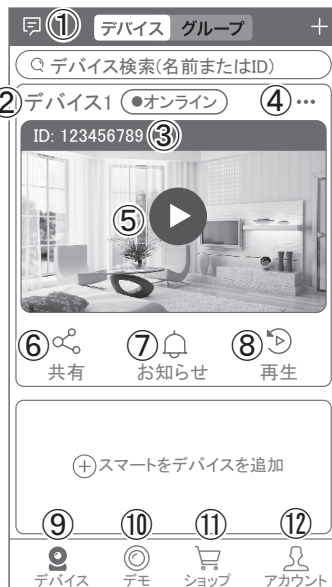 ① デバイス グループ +
デバイス検索(名前またはID)
② デバイス1 ●オンライン ④ •••
ID: 123456789 ③
⑤
⑥ ⑦ ⑧
共有 お知らせ 再生
+スマートをデバイスを追加
⑨ ⑩ ⑪ ⑫
デバイス デモ ショップ アカウント